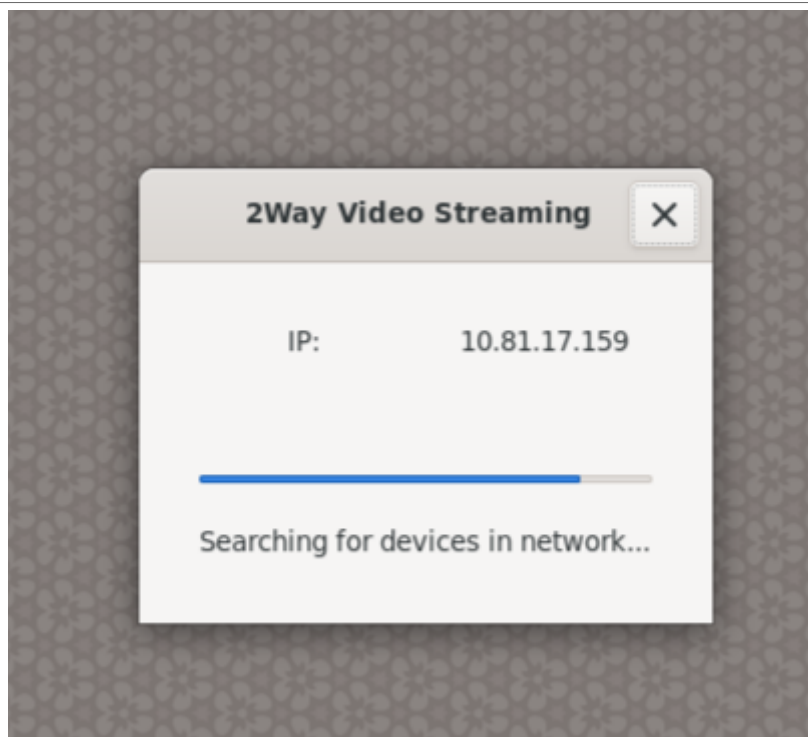 2Way Video Streaming
IP: 10.81.17.159
Searching for devices in network...